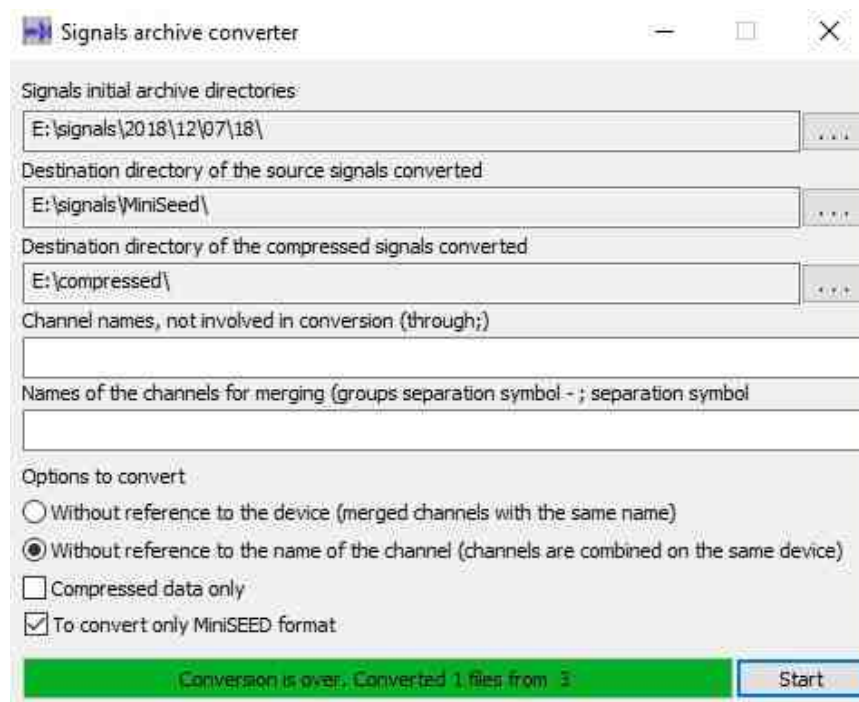 Signals archive converter
Signals initial archive directories
E:\signals\2018\12\07\18\
...
Destination directory of the source signals converted
E:\signals\MiniSeed\
...
Destination directory of the compressed signals converted
E:\compressed\
...
Channel names, not involved in conversion (through;)
Names of the channels for merging (groups separation symbol - ; separation symbol
Options to convert
Without reference to the device (merged channels with the same name)
Without reference to the name of the channel (channels are combined on the same device)
Compressed data only
To convert only MiniSEED format
Conversion is over. Converted 1 files from 3
Start